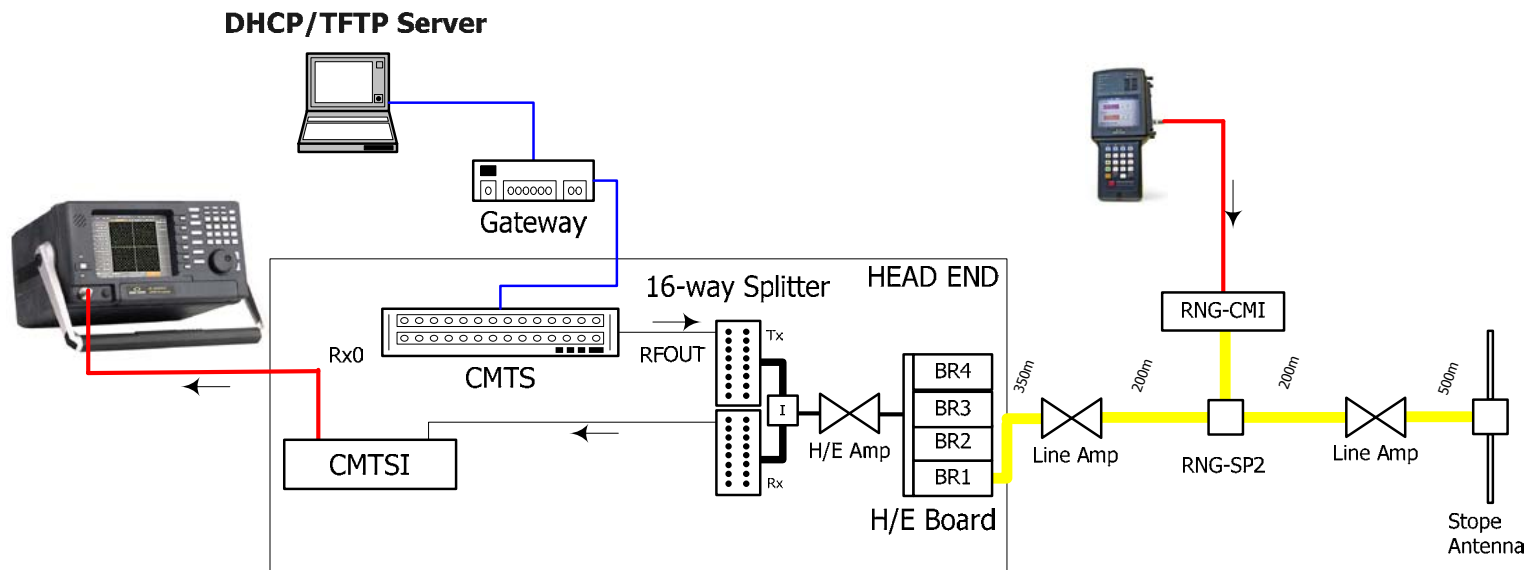 DHCP/TFTP Server
Gateway
HEAD END
16-way Splitter
Rx0
RFOUT
Tx
CMTS
I
H/E Amp
BR4
BR3
BR2
BR1
Rx
CMTSI
H/E Board
350m
200m
200m
500m
Line Amp
RNG-CMI
RNG-SP2
Line Amp
Stope
Antenna